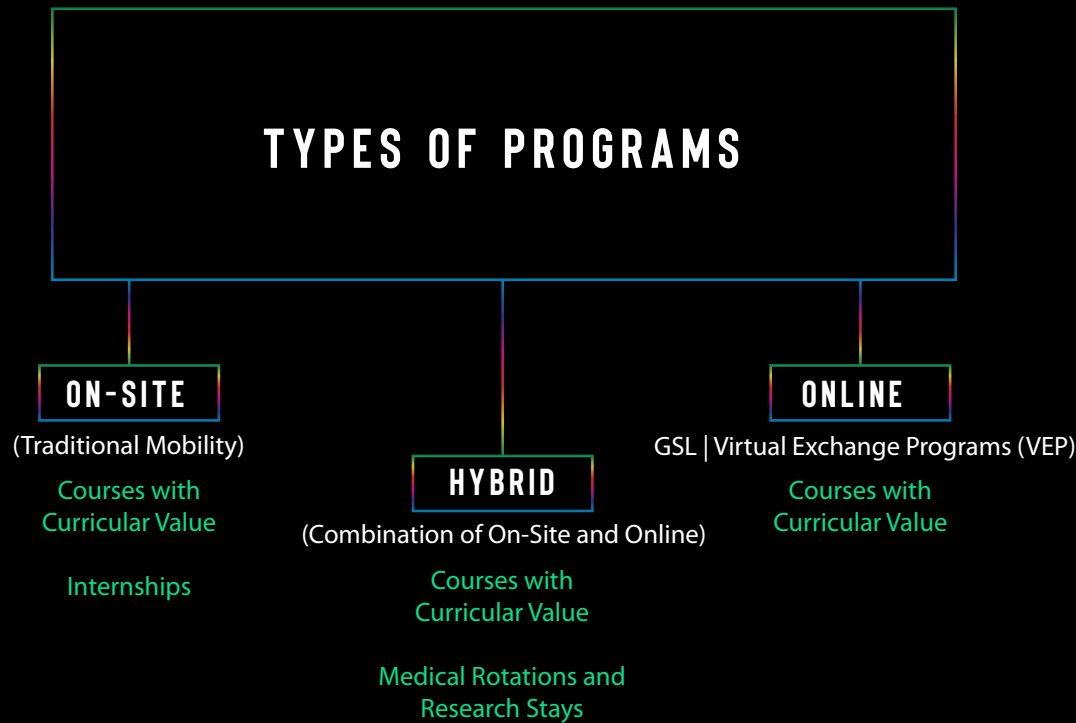 TYPES OF PROGRAMS
ON-SITE
(Traditional Mobility)
Courses with
Curricular Value
Internships
HYBRID
(Combination of On-Site and Online)
Courses with
Curricular Value
Medical Rotations and
Research Stays
ONLINE
GSL | Virtual Exchange Programs (VEP)
Courses with
Curricular Value